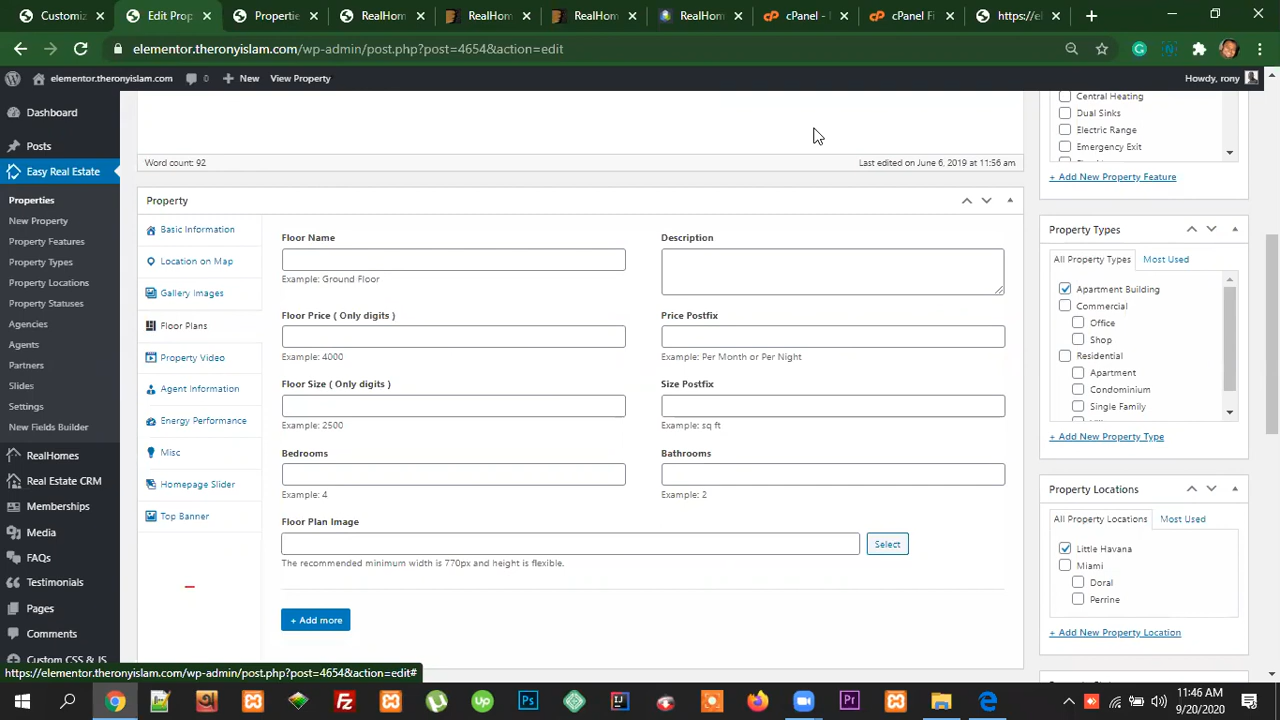 Customiz
Edit Prop
Propertie
RealHom
RealHom
RealHom
RealHom
cPanel -
cPanel Fi
https://el
elementor.theronyislam.com/wp-admin/post.php?post=4654&action=edit
elementor.theronyislam.com
0
New
View Property
Howdy, rony
Dashboard
Posts
Easy Real Estate
Properties
New Property
Property Features
Property Types
Property Locations
Property Statuses
Agencies
Agents
Partners
Slides
Settings
New Fields Builder
RealHomes
Real Estate CRM
Memberships
Media
FAQs
Testimonials
Pages
Comments
Custom CSS & JS
Word count: 92
Last edited on June 6, 2019 at 11:56 am
Property
Basic Information
Location on Map
Gallery Images
Floor Plans
Property Video
Agent Information
Energy Performance
Misc
Homepage Slider
Top Banner
Floor Name
Description
Example: Ground Floor
Floor Price ( Only digits )
Price Postfix
Example: 4000
Example: Per Month or Per Night
Floor Size ( Only digits )
Size Postfix
Example: 2500
Example: sq ft
Bedrooms
Bathrooms
Example: 4
Example: 2
Floor Plan Image
Select
The recommended minimum width is 770px and height is flexible.
+ Add more
Central Heating
Dual Sinks
Electric Range
Emergency Exit
+ Add New Property Feature
Property Types
All Property Types
Most Used
Apartment Building
Commercial
Office
Shop
Residential
Apartment
Condominium
Single Family
+ Add New Property Type
Property Locations
All Property Locations
Most Used
Little Havana
Miami
Doral
Perrine
+ Add New Property Location
https://elementor.theronyislam.com/wp-admin/post.php?post=4654&action=edit#
11:46 AM
9/20/2020